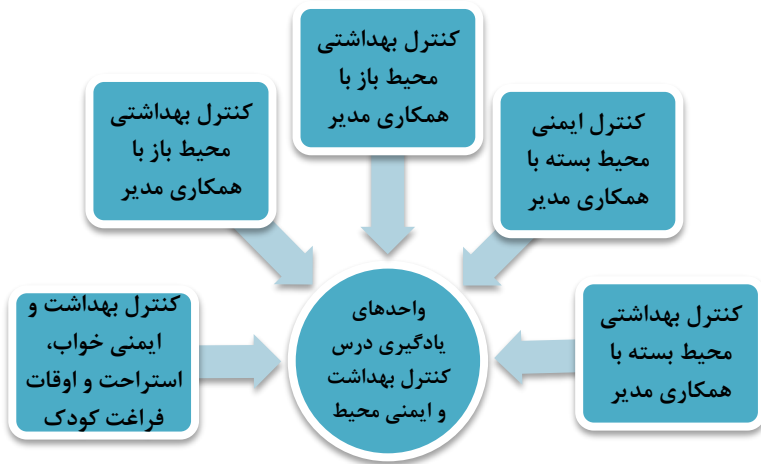 کنترل بهداشتی
محیط باز با
همکاری مدیر
کنترل ایمنی
محیط بسته با
همکاری مدیر
کنترل بهداشتی
محیط باز با
همکاری مدیر
کنترل بهداشتی
محیط بسته با
همکاری مدیر
واحدهای
یادگیری درس
کنترل بهداشت
و ایمنی محیط
کنترل بهداشت و
ایمنی خواب،
استراحت و اوقات
فراغت کودک